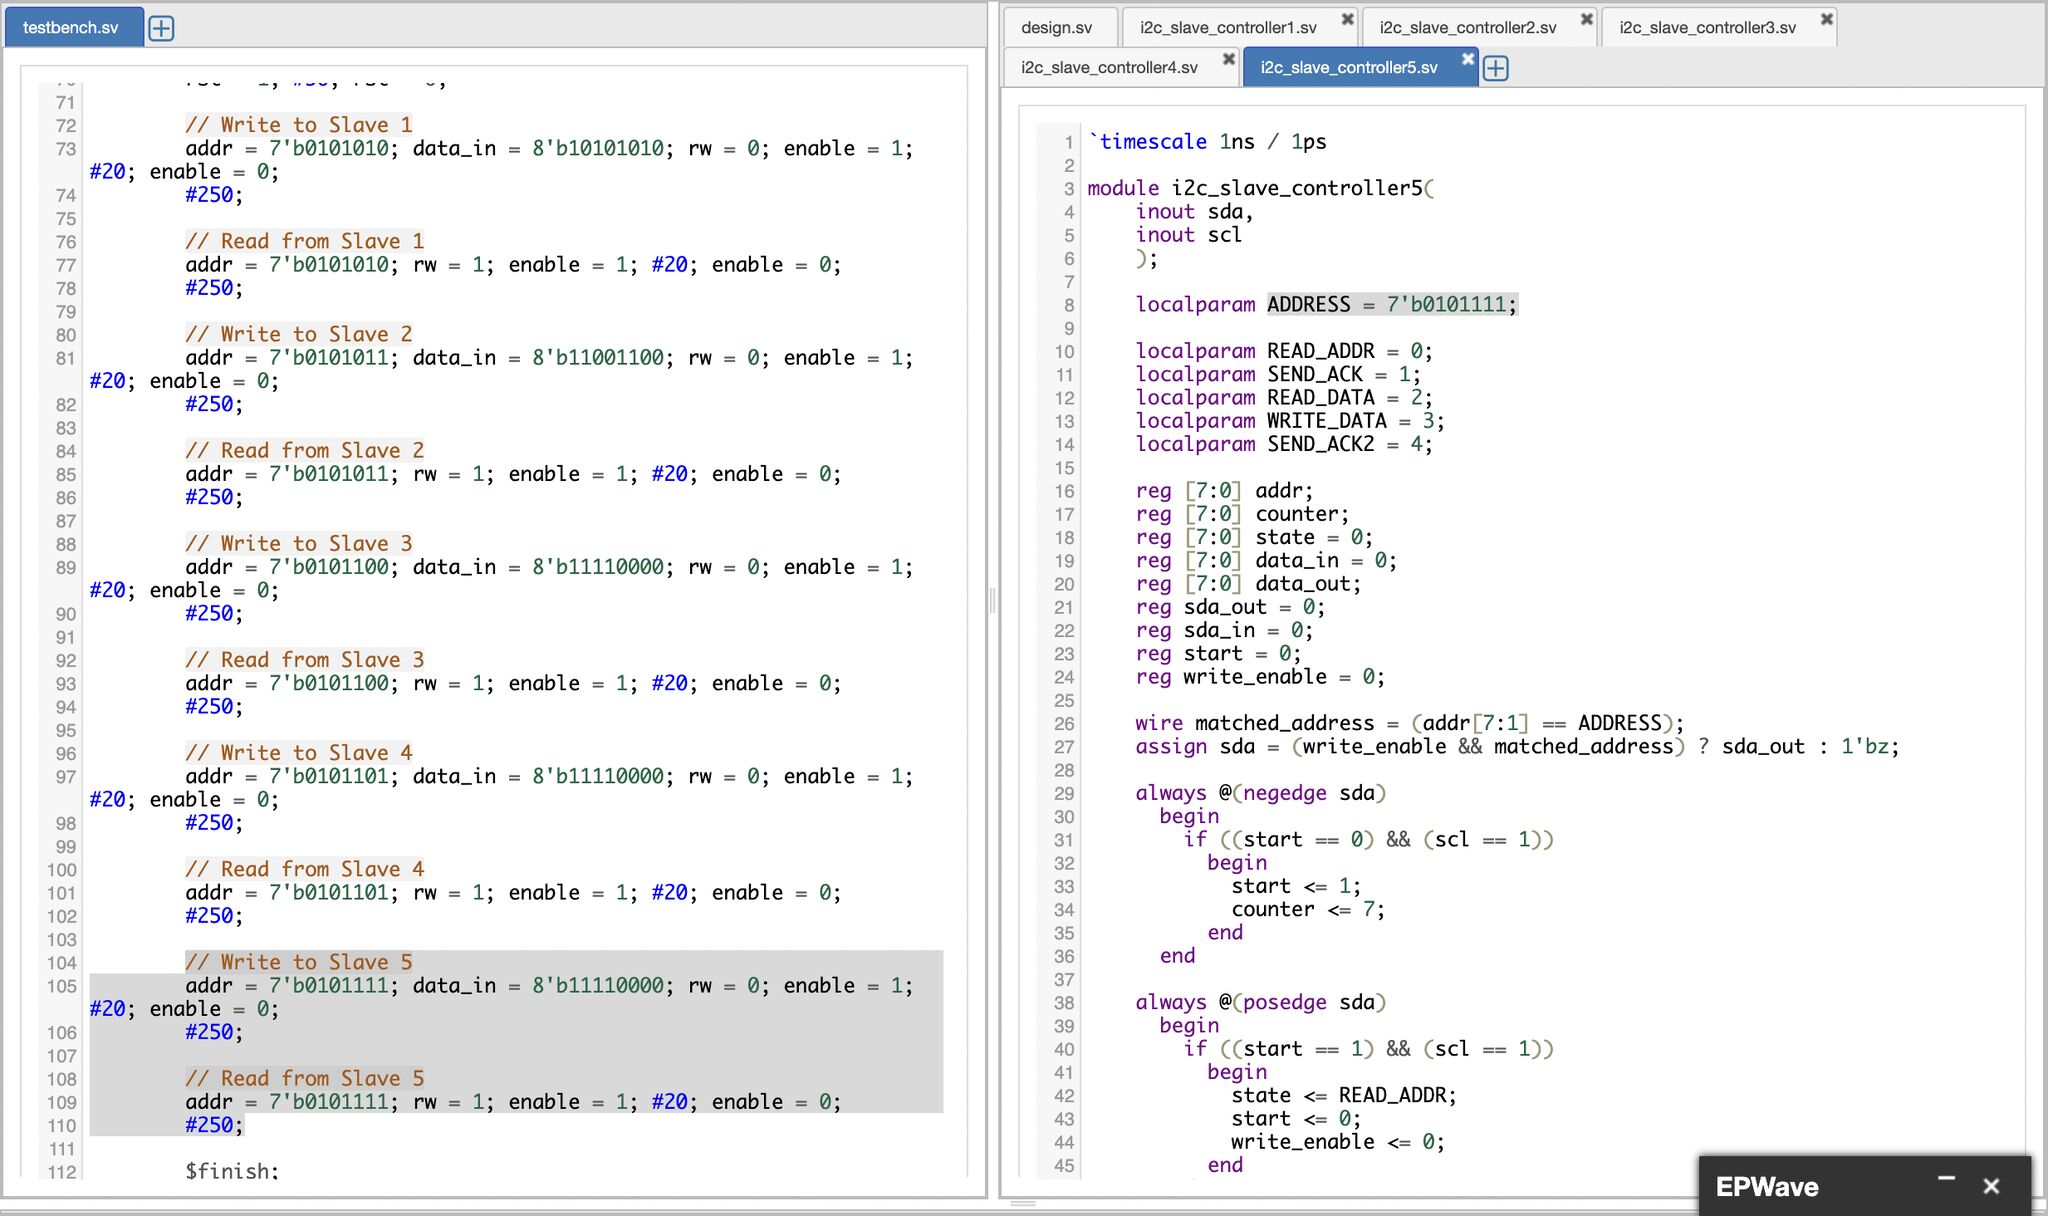 testbench.sv
71
72 // Write to Slave 1
73 addr = 7'b0101010; data_in = 8'b10101010; rw = 0; enable = 1;
#20; enable = 0;
74 #250;
75
76 // Read from Slave 1
77 addr = 7'b0101010; rw = 1; enable = 1; #20; enable = 0;
78 #250;
79
80 // Write to Slave 2
81 addr = 7'b0101011; data_in = 8'b11001100; rw = 0; enable = 1;
#20; enable = 0;
82 #250;
83
84 // Read from Slave 2
85 addr = 7'b0101011; rw = 1; enable = 1; #20; enable = 0;
86 #250;
87
88 // Write to Slave 3
89 addr = 7'b0101100; data_in = 8'b11110000; rw = 0; enable = 1;
#20; enable = 0;
90 #250;
91
92 // Read from Slave 3
93 addr = 7'b0101100; rw = 1; enable = 1; #20; enable = 0;
94 #250;
95
96 // Write to Slave 4
97 addr = 7'b0101101; data_in = 8'b11110000; rw = 0; enable = 1;
#20; enable = 0;
98 #250;
99
100 // Read from Slave 4
101 addr = 7'b0101101; rw = 1; enable = 1; #20; enable = 0;
102 #250;
103
104 // Write to Slave 5
105 addr = 7'b0101111; data_in = 8'b11110000; rw = 0; enable = 1;
#20; enable = 0;
106 #250;
107
108 // Read from Slave 5
109 addr = 7'b0101111; rw = 1; enable = 1; #20; enable = 0;
110 #250;
111
112 $finish;
design.sv i2c_slave_controller1.sv i2c_slave_controller2.sv i2c_slave_controller3.sv
i2c_slave_controller4.sv i2c_slave_controller5.sv
1 `timescale 1ns / 1ps
2
3 module i2c_slave_controller5(
4 inout sda,
5 inout scl
6 );
7
8 localparam ADDRESS = 7'b0101111;
9
10 localparam READ_ADDR = 0;
11 localparam SEND_ACK = 1;
12 localparam READ_DATA = 2;
13 localparam WRITE_DATA = 3;
14 localparam SEND_ACK2 = 4;
15
16 reg [7:0] addr;
17 reg [7:0] counter;
18 reg [7:0] state = 0;
19 reg [7:0] data_in = 0;
20 reg [7:0] data_out;
21 reg sda_out = 0;
22 reg sda_in = 0;
23 reg start = 0;
24 reg write_enable = 0;
25
26 wire matched_address = (addr[7:1] == ADDRESS);
27 assign sda = (write_enable && matched_address) ? sda_out : 1'bz;
28
29 always @(negedge sda)
30 begin
31 if ((start == 0) && (scl == 1))
32 begin
33 start <= 1;
34 counter <= 7;
35 end
36 end
37
38 always @(posedge sda)
39 begin
40 if ((start == 1) && (scl == 1))
41 begin
42 state <= READ_ADDR;
43 start <= 0;
44 write_enable <= 0;
45 end
EPWave